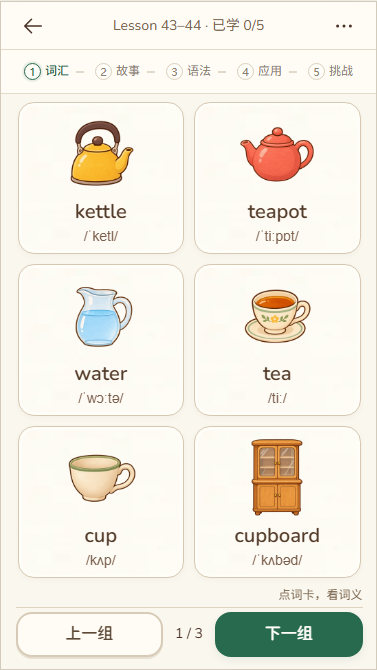 Lesson 43–44 · 已学 0/5
1 词汇 – 2 故事 – 3 语法 – 4 应用 – 5 挑战
kettle
/ˈketl/
teapot
/ˈtiːpɒt/
water
/ˈwɔːtə/
tea
/tiː/
cup
/kʌp/
cupboard
/ˈkʌbəd/
点词卡，看词义
上一组
1 / 3
下一组